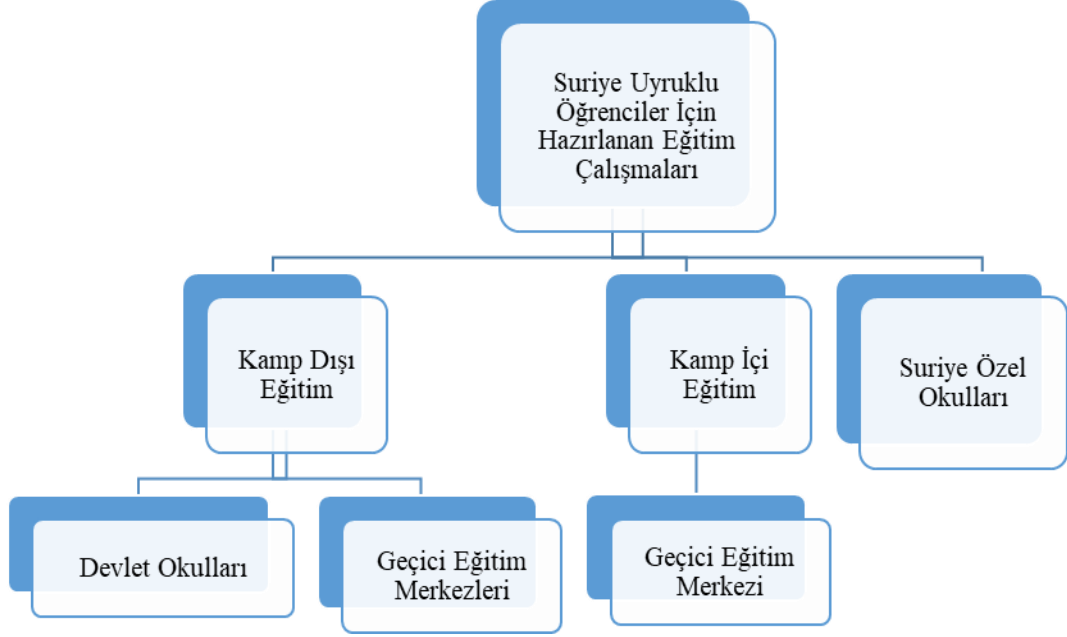 Suriye Uyruklu
Öğrenciler İçin
Hazırlanan Eğitim
Çalışmaları
Kamp Dışı
Eğitim
Kamp İçi
Eğitim
Suriye Özel
Okulları
Devlet Okulları
Geçici Eğitim
Merkezleri
Geçici Eğitim
Merkezi